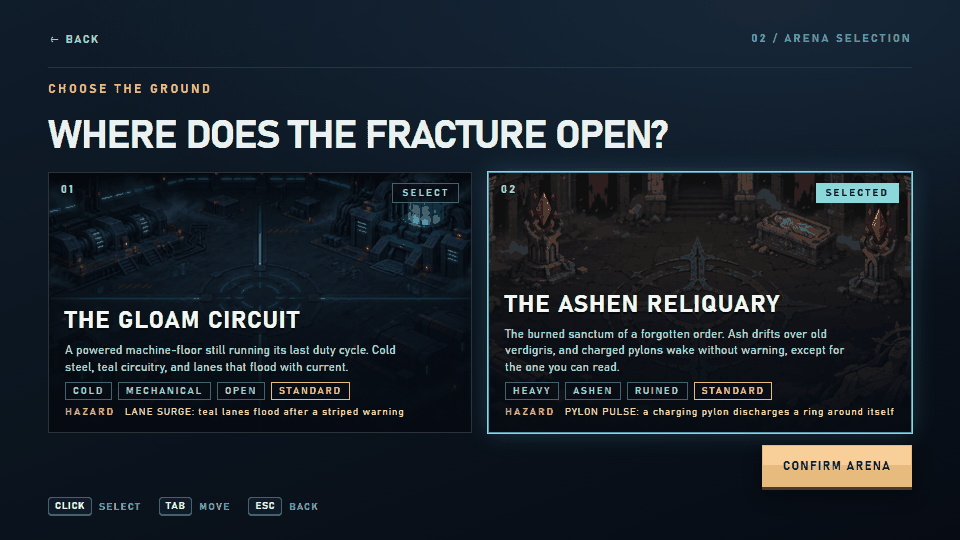 ← BACK
02 / ARENA SELECTION
CHOOSE THE GROUND
WHERE DOES THE FRACTURE OPEN?
01
SELECT
THE GLOAM CIRCUIT
A powered machine-floor still running its last duty cycle. Cold
steel, teal circuitry, and lanes that flood with current.
COLD MECHANICAL OPEN STANDARD
HAZARD LANE SURGE: teal lanes flood after a striped warning
02
SELECTED
THE ASHEN RELIQUARY
The burned sanctum of a forgotten order. Ash drifts over old
verdigris, and charged pylons wake without warning, except for
the one you can read.
HEAVY ASHEN RUINED STANDARD
HAZARD PYLON PULSE: a charging pylon discharges a ring around itself
CONFIRM ARENA
CLICK SELECT TAB MOVE ESC BACK